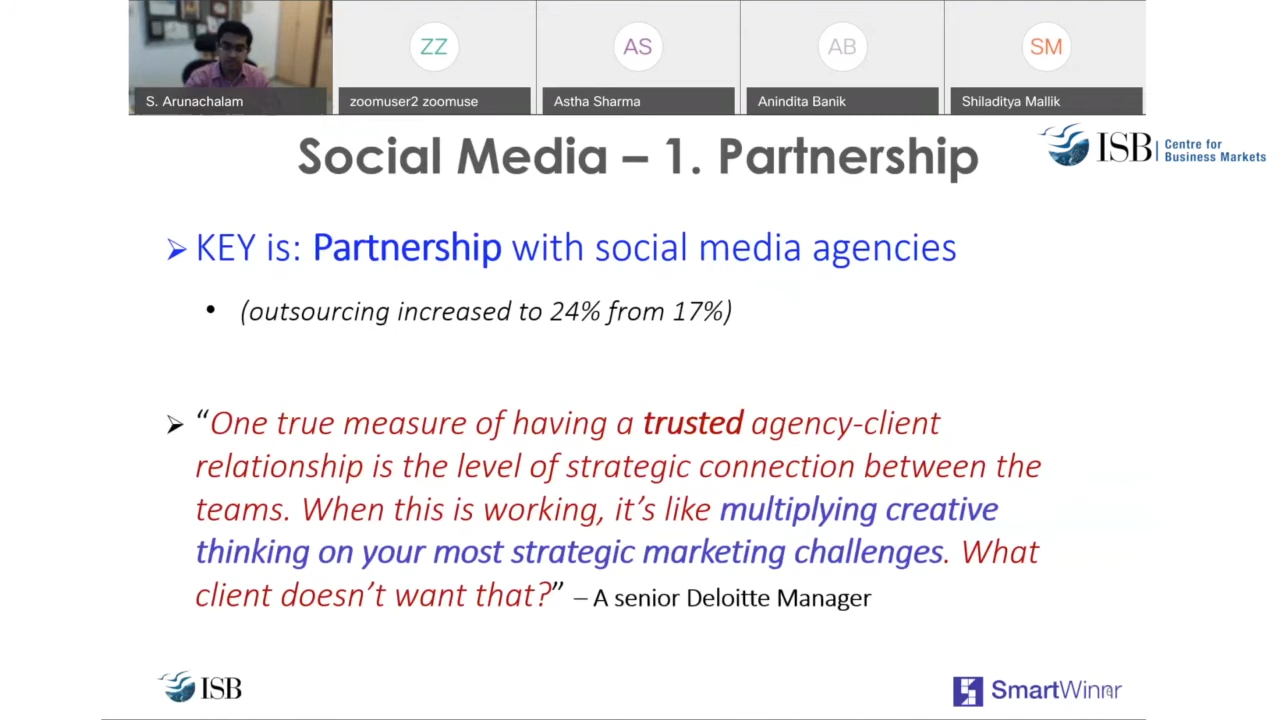 ZZ
AS
AB
SM
S. Arunachalam
zoomuser2 zoomuse
Astha Sharma
Anindita Banik
Shiladitya Mallik
Social Media – 1. Partnership
ISB
Centre for
Business Markets
➢ KEY is: Partnership with social media agencies
• (outsourcing increased to 24% from 17%)
➢ “One true measure of having a trusted agency-client
relationship is the level of strategic connection between the
teams. When this is working, it’s like multiplying creative
thinking on your most strategic marketing challenges. What
client doesn’t want that?” – A senior Deloitte Manager
ISB
SmartWinnr